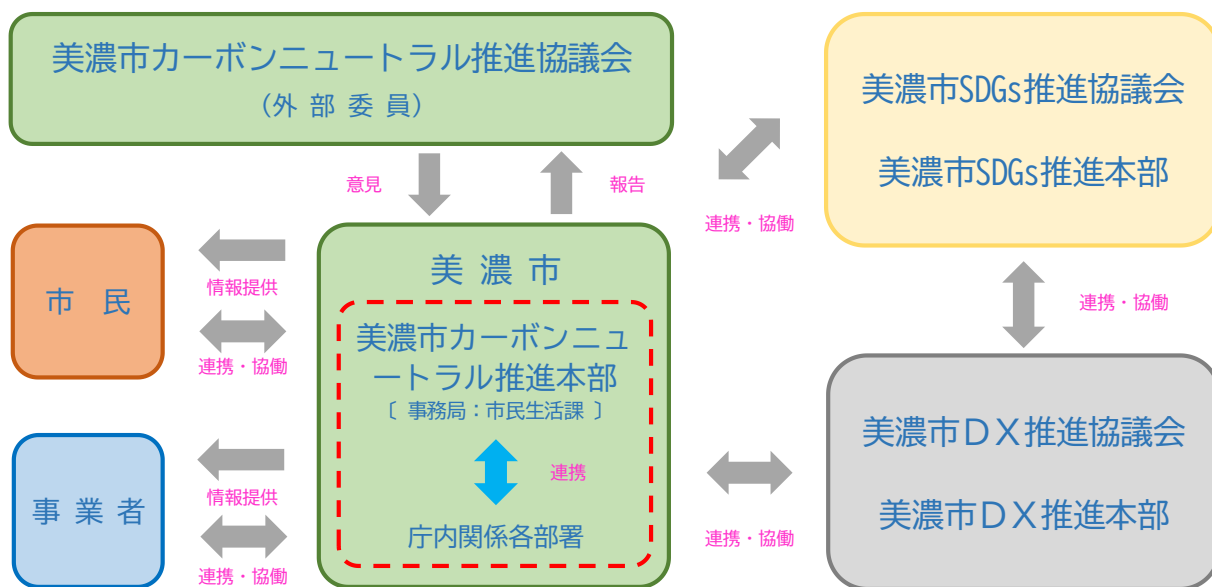 美濃市カーボンニュートラル推進協議会
（外 部 委 員）
意見
報告
美濃市SDGs推進協議会
美濃市SDGs推進本部
連携・協働
連携・協働
市 民
情報提供
連携・協働
美 濃 市
美濃市カーボンニュ
ートラル推進本部
〔 事務局：市民生活課 〕
連携
庁内関係各部署
事 業 者
情報提供
連携・協働
連携・協働
美濃市ＤＸ推進協議会
美濃市ＤＸ推進本部